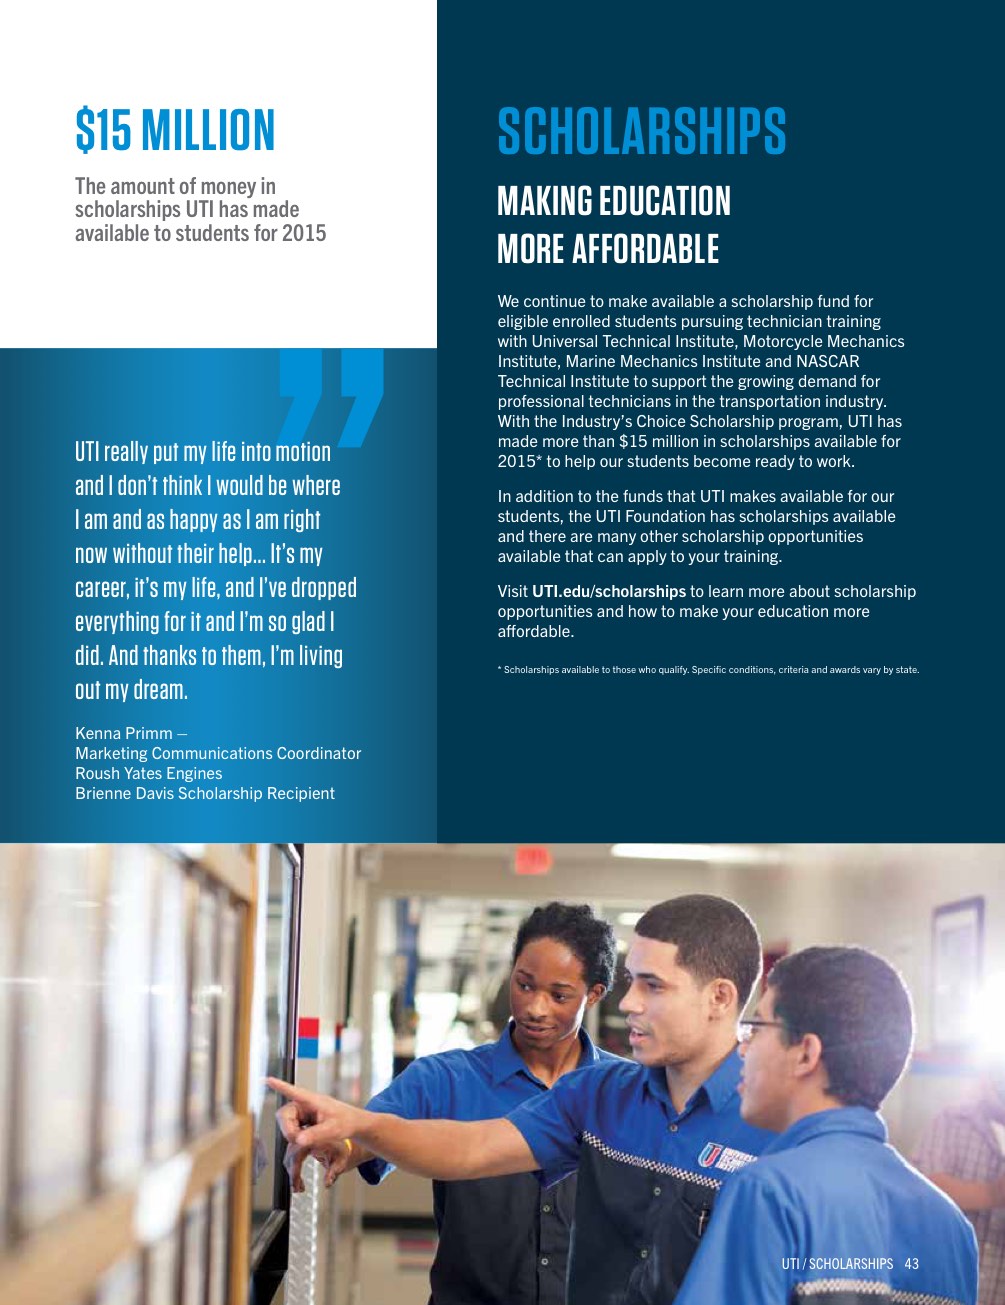 $15 MILLION
The amount of money in
scholarships UTI has made
available to students for 2015
”
UTI really put my life into motion
and I don’t think I would be where
I am and as happy as I am right
now without their help... It’s my
career, it’s my life, and I’ve dropped
everything for it and I’m so glad I
did. And thanks to them, I’m living
out my dream.
Kenna Primm –
Marketing Communications Coordinator
Roush Yates Engines
Brienne Davis Scholarship Recipient
SCHOLARSHIPS
MAKING EDUCATION
MORE AFFORDABLE
We continue to make available a scholarship fund for
eligible enrolled students pursuing technician training
with Universal Technical Institute, Motorcycle Mechanics
Institute, Marine Mechanics Institute and NASCAR
Technical Institute to support the growing demand for
professional technicians in the transportation industry.
With the Industry’s Choice Scholarship program, UTI has
made more than $15 million in scholarships available for
2015* to help our students become ready to work.
In addition to the funds that UTI makes available for our
students, the UTI Foundation has scholarships available
and there are many other scholarship opportunities
available that can apply to your training.
Visit UTI.edu/scholarships to learn more about scholarship
opportunities and how to make your education more
affordable.
* Scholarships available to those who qualify. Specific conditions, criteria and awards vary by state.
UTI / SCHOLARSHIPS 43